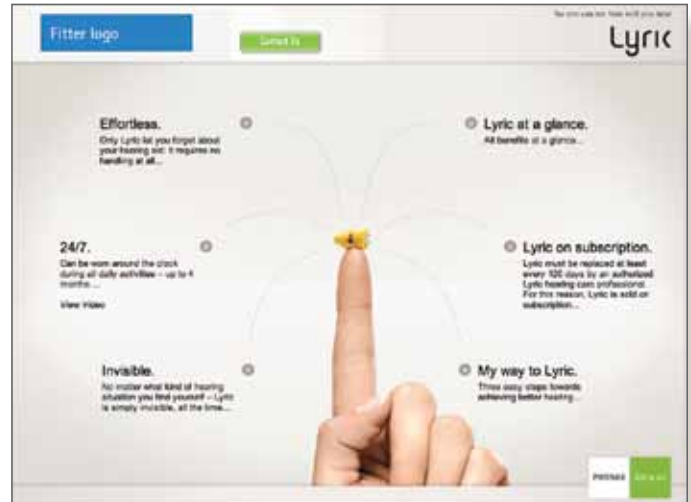 Fitter logo
Contact Us
Lyric
Effortless.
Only Lyric let you forget about
your hearing aid: it requires no
handling at all...
Lyric at a glance.
All benefits at a glance...
24/7.
Can be worn around the clock
during all daily activities – up to 4
months....
View Video
Lyric on subscription.
Lyric must be replaced at least
every 120 days by an authorized
Lyric hearing care professional.
For this reason, Lyric is sold on
subscription...
Invisible.
No matter what kind of hearing
situation you find yourself – Lyric
is simply invisible, all the time...
My way to Lyric.
Three easy steps towards
achieving better hearing...
PHONAK